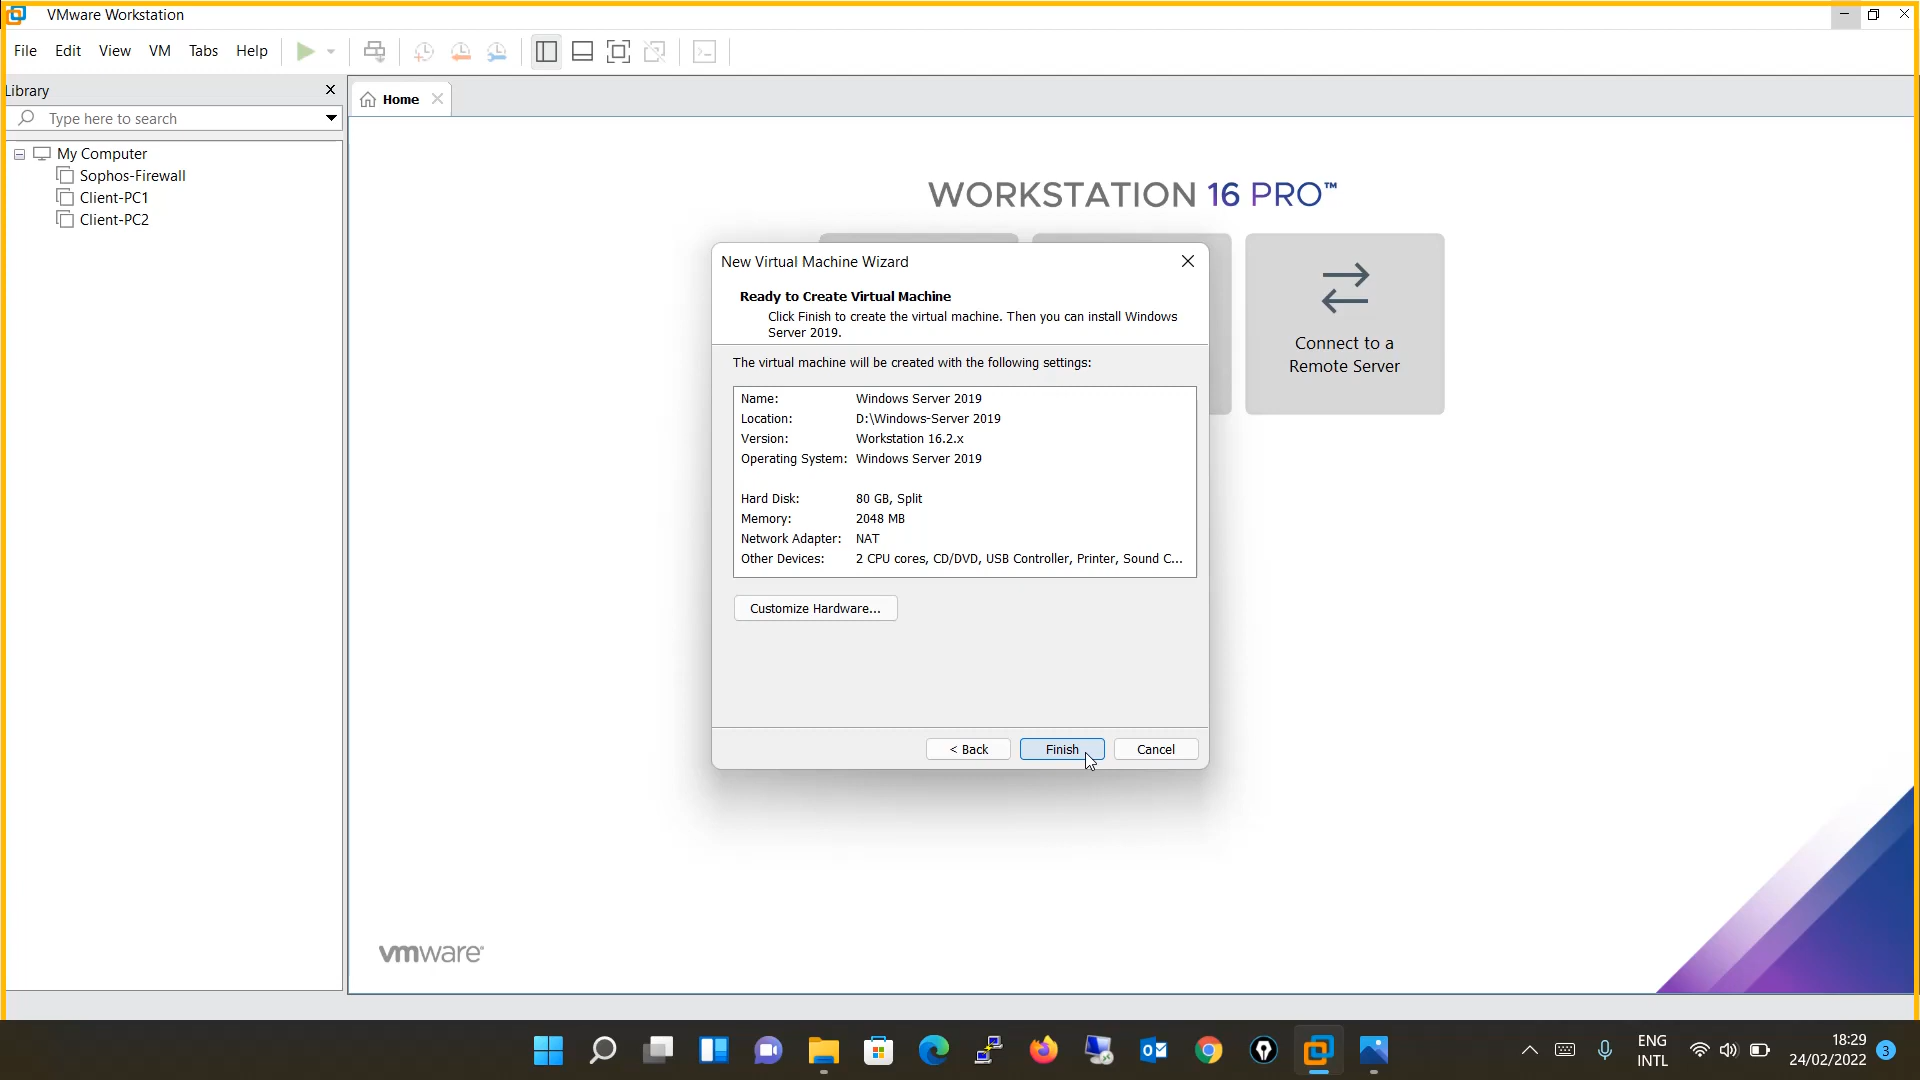 VMware Workstation
File Edit View VM Tabs Help
Library
Type here to search
My Computer
Sophos-Firewall
Client-PC1
Client-PC2
Home
WORKSTATION 16 PRO™
New Virtual Machine Wizard
Ready to Create Virtual Machine
Click Finish to create the virtual machine. Then you can install Windows
Server 2019.
The virtual machine will be created with the following settings:
Name: Windows Server 2019
Location: D:\Windows-Server 2019
Version: Workstation 16.2.x
Operating System: Windows Server 2019
Hard Disk: 80 GB, Split
Memory: 2048 MB
Network Adapter: NAT
Other Devices: 2 CPU cores, CD/DVD, USB Controller, Printer, Sound C...
Customize Hardware...
< Back Finish Cancel
Connect to a
Remote Server
vmware
ENG
INTL
18:29
24/02/2022
3